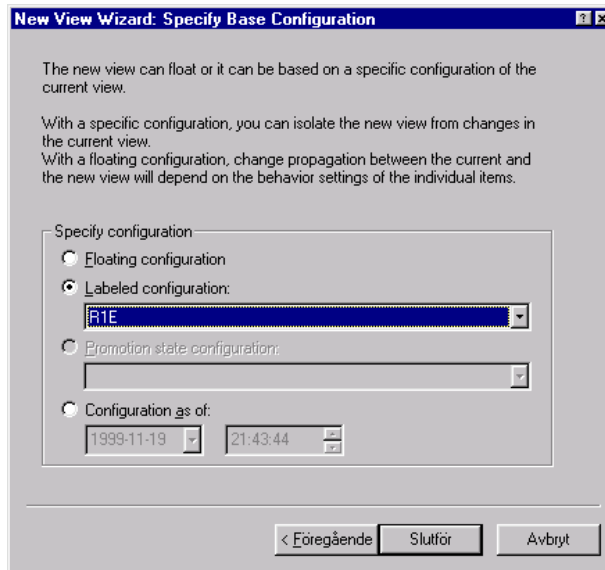 New View Wizard: Specify Base Configuration
The new view can float or it can be based on a specific configuration of the
current view.
With a specific configuration, you can isolate the new view from changes in
the current view.
With a floating configuration, change propagation between the current and
the new view will depend on the behavior settings of the individual items.
Specify configuration
Floating configuration
Labeled configuration:
R1E
Promotion state configuration:
Configuration as of:
1999-11-19 21:43:44
< Föregående Slutför Avbryt